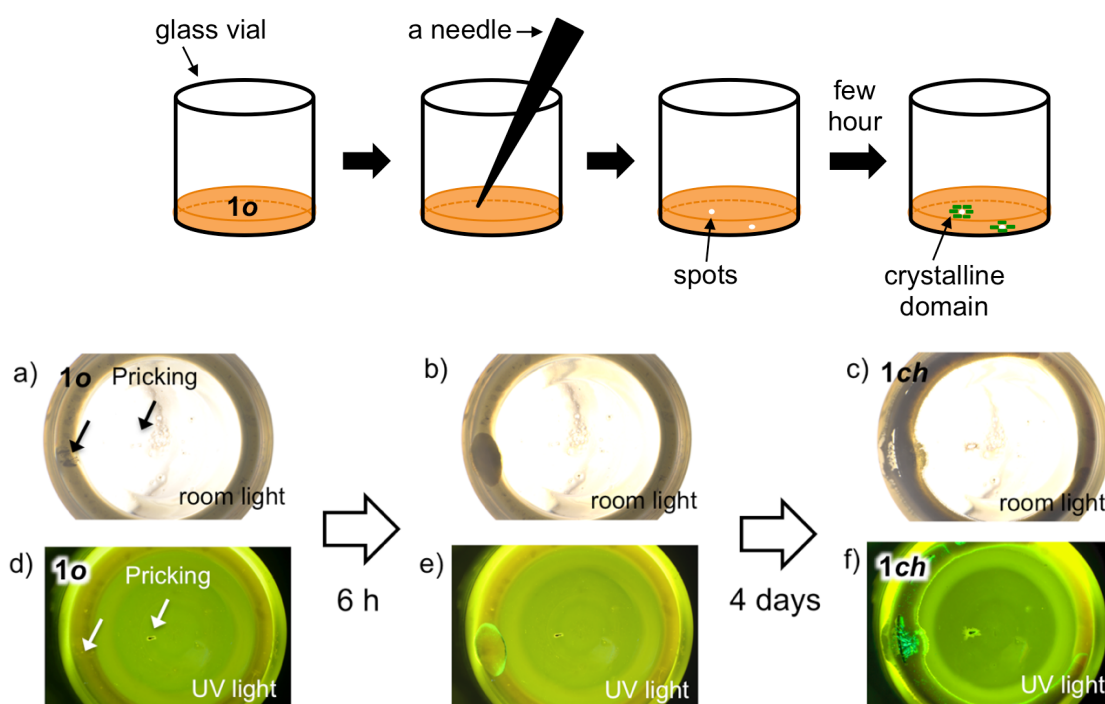 glass vial
a needle
few
hour
1o
spots
crystalline
domain
a)
1o
Pricking
room light
b)
room light
c)
1ch
room light
6 h
4 days
d)
1o
Pricking
UV light
e)
UV light
f)
1ch
UV light